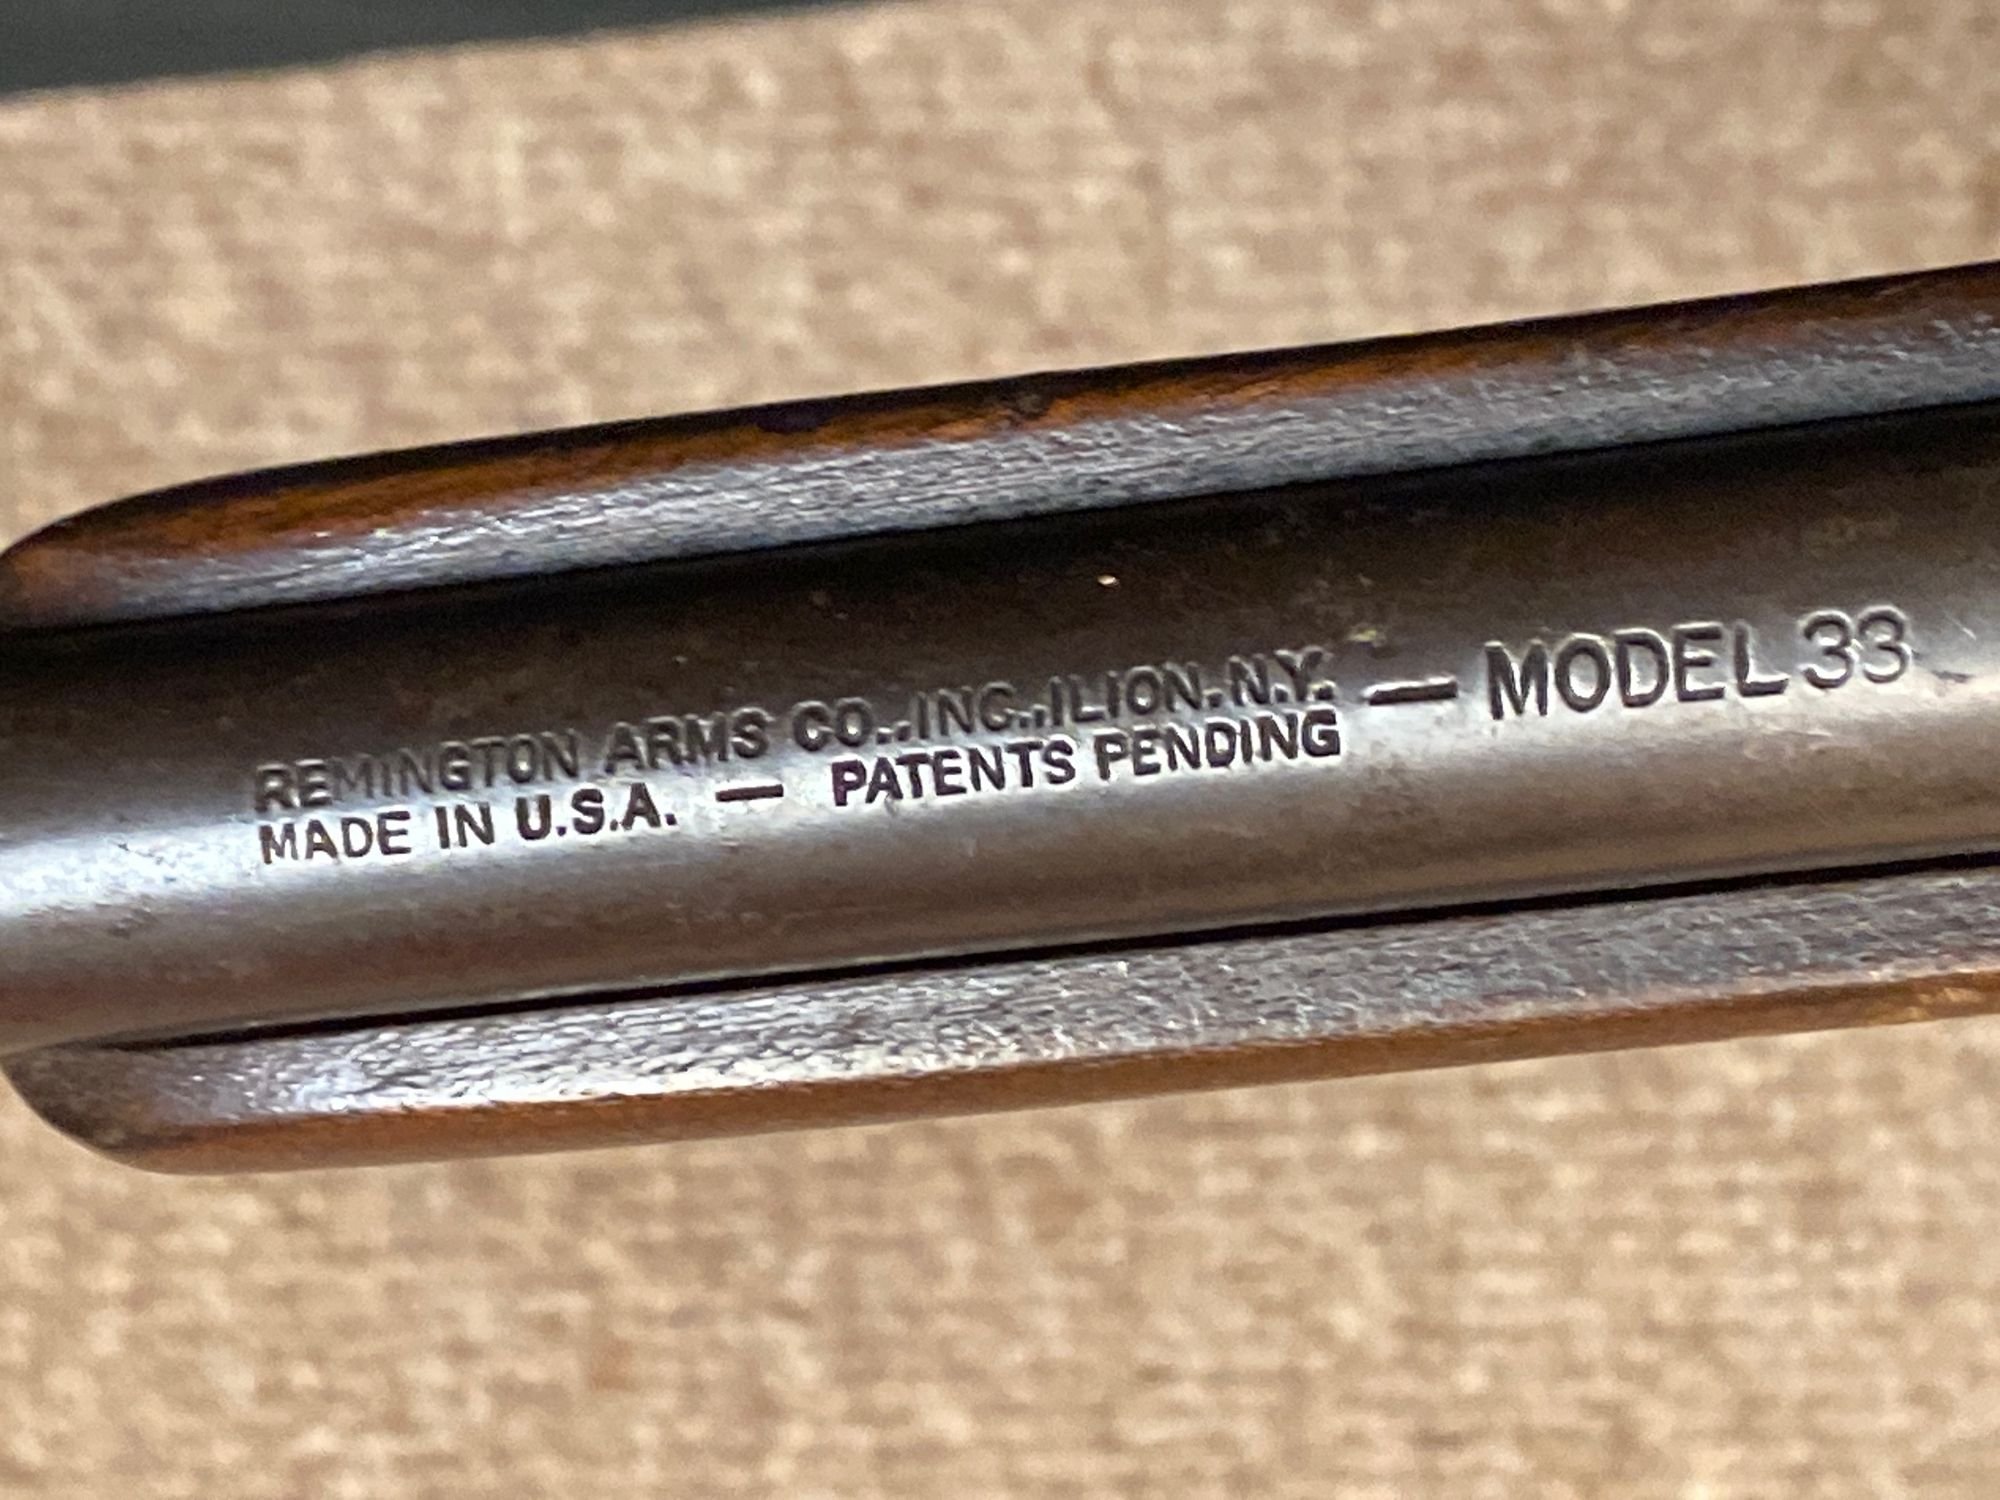 REMINGTON ARMS CO., INC., ILION, N.Y.
MADE IN U.S.A. — PATENTS PENDING — MODEL 33